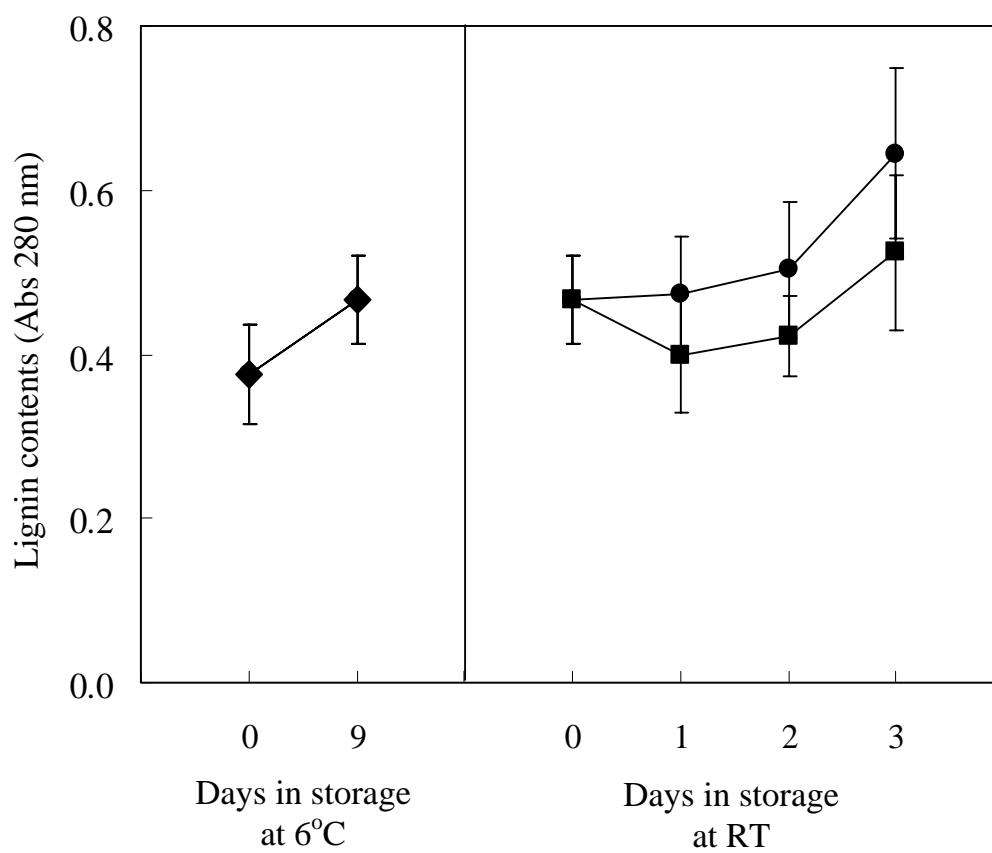 Lignin contents (Abs 280 nm)
0.8
0.6
0.4
0.2
0.0
0 9
0 1 2 3
Days in storage
at 6°C
Days in storage
at RT